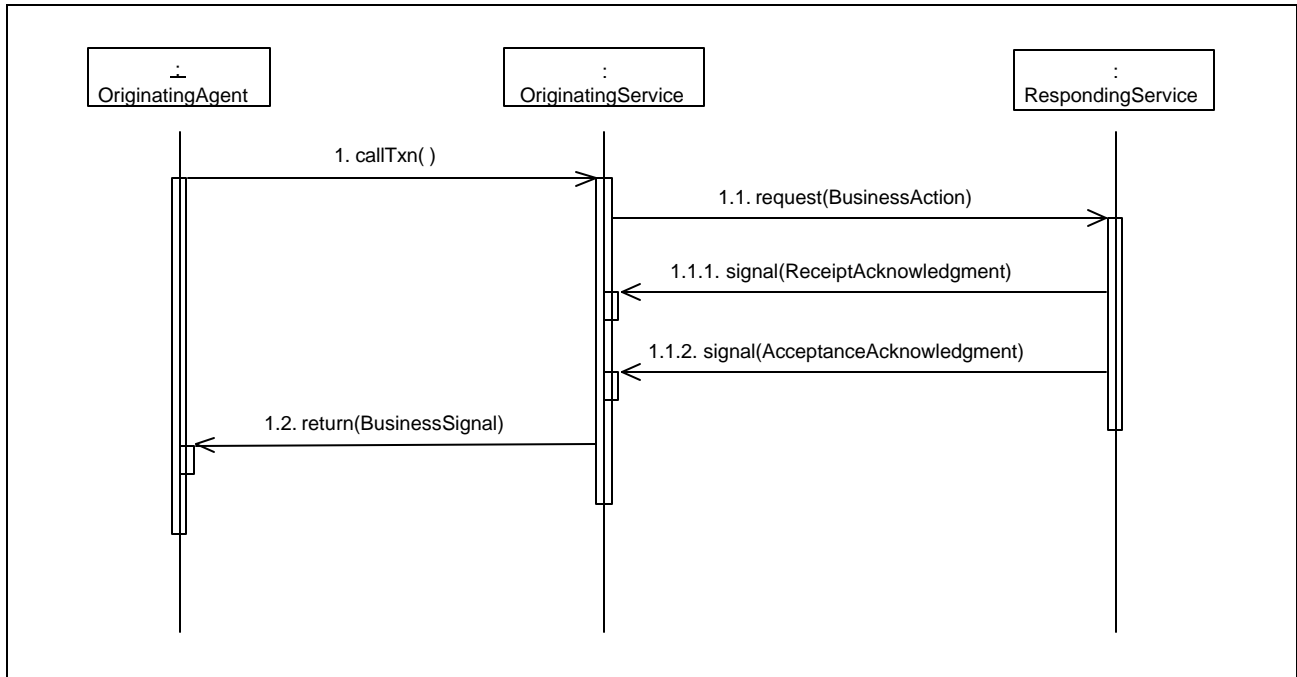 :
OriginatingAgent
:
OriginatingService
:
RespondingService
1. callTxn( )
1.1. request(BusinessAction)
1.1.1. signal(ReceiptAcknowledgment)
1.1.2. signal(AcceptanceAcknowledgment)
1.2. return(BusinessSignal)